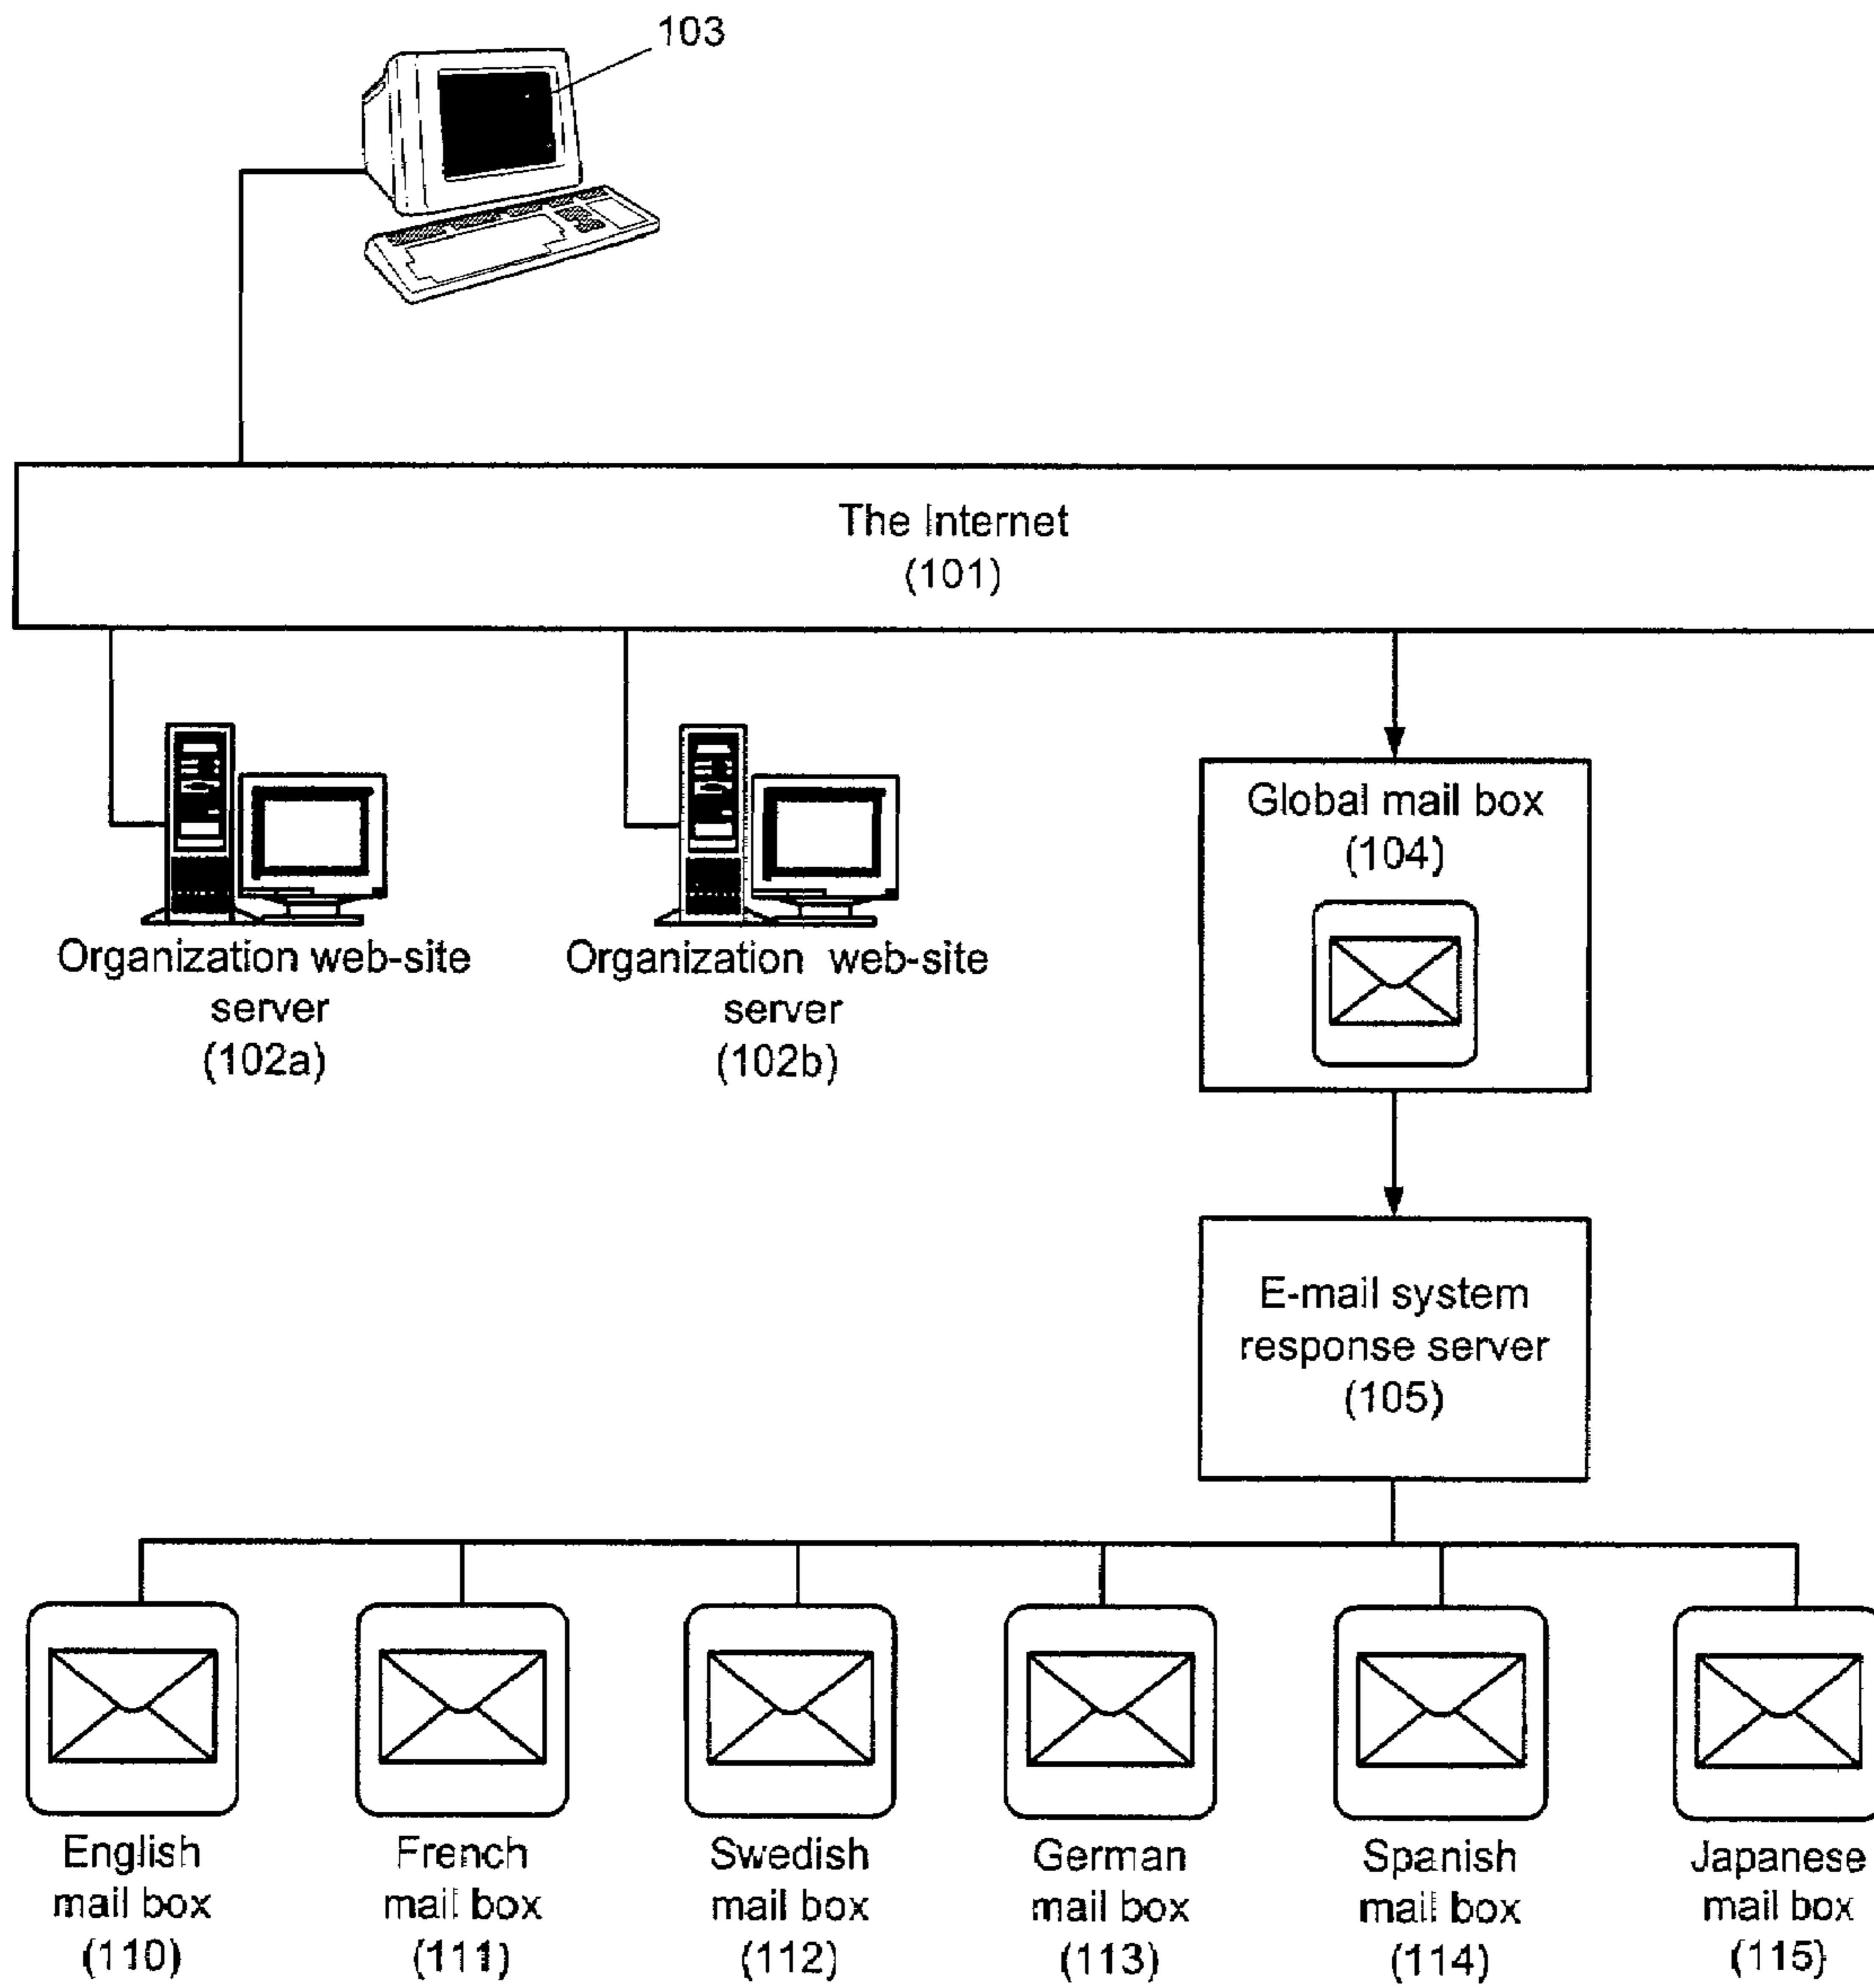 103
The Internet
(101)
Organization web-site
server
(102a)
Organization web-site
server
(102b)
Global mail box
(104)
E-mail system
response server
(105)
English
mail box
(110)
French
mail box
(111)
Swedish
mail box
(112)
German
mail box
(113)
Spanish
mail box
(114)
Japanese
mail box
(115)